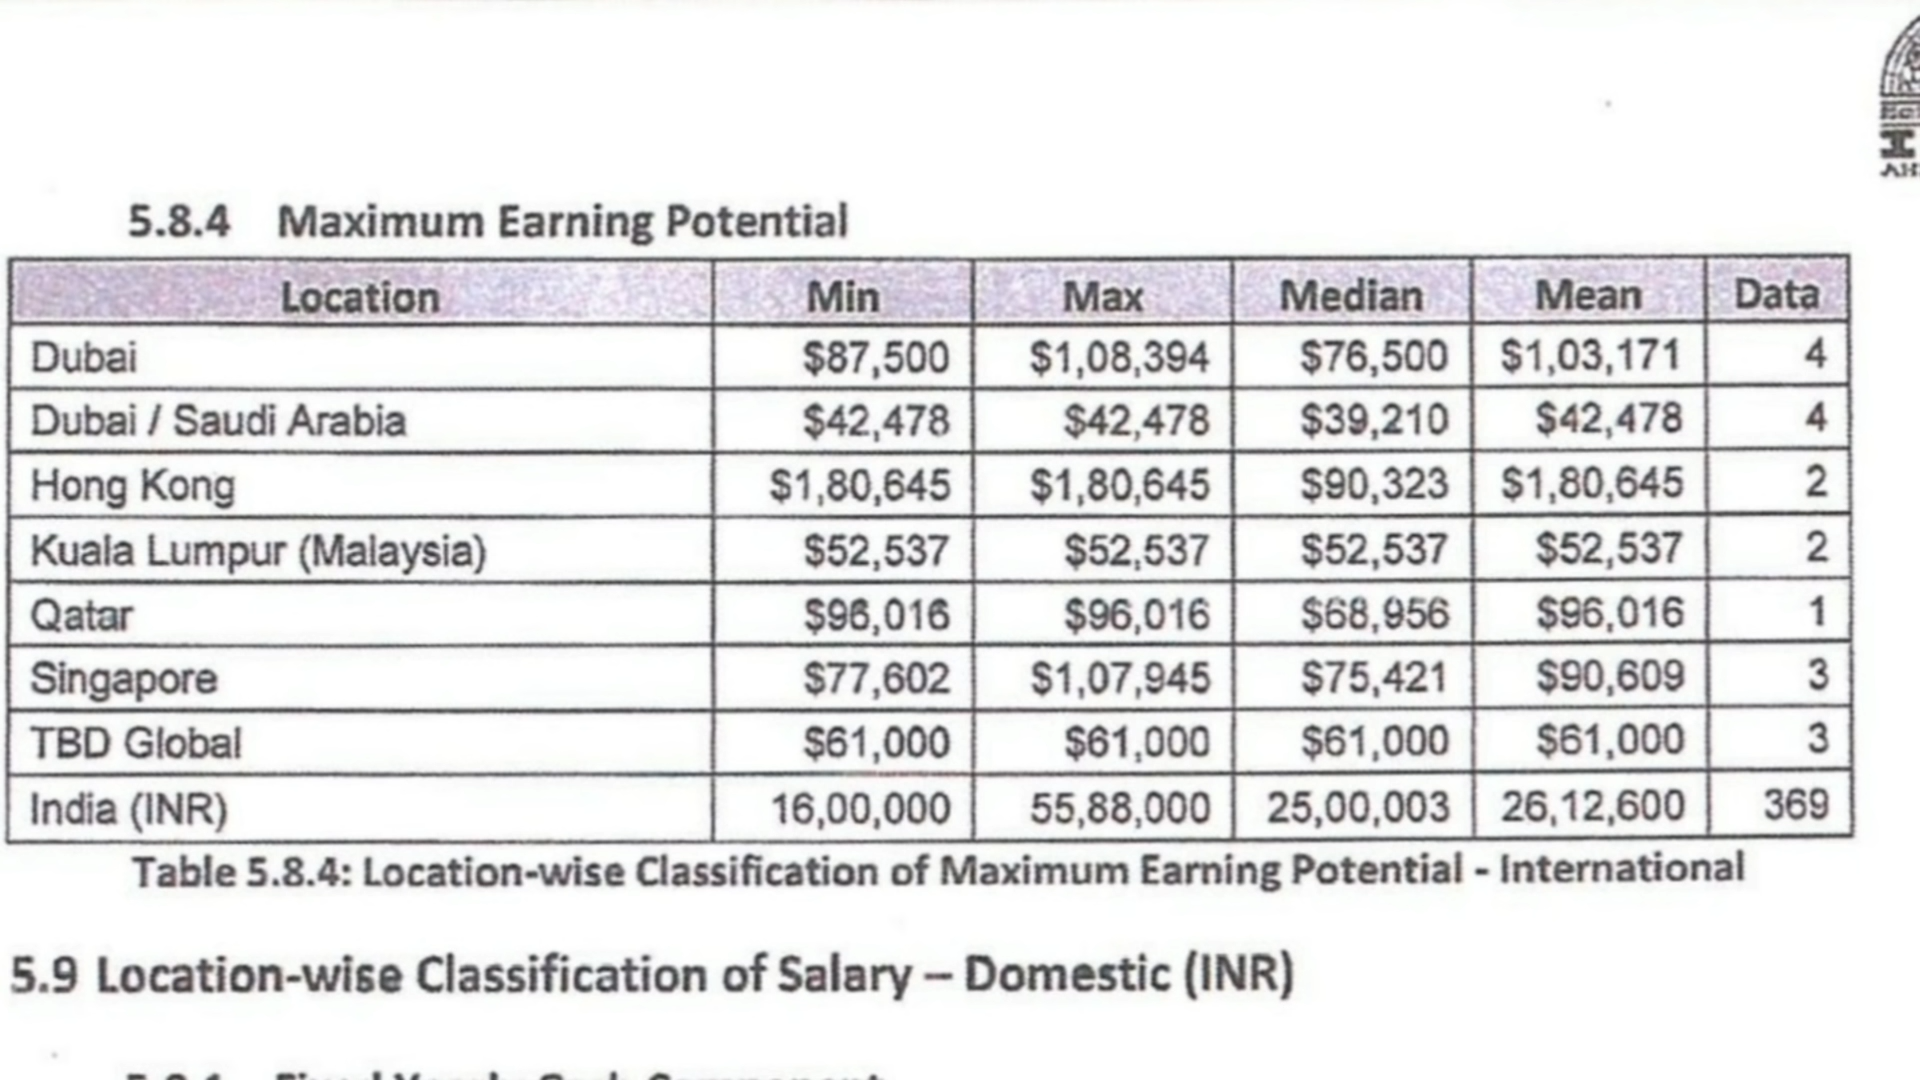 5.8.4 Maximum Earning Potential
Location Min Max Median Mean Data
Dubai $87,500 $1,08,394 $76,500 $1,03,171 4
Dubai / Saudi Arabia $42,478 $42,478 $39,210 $42,478 4
Hong Kong $1,80,645 $1,80,645 $90,323 $1,80,645 2
Kuala Lumpur (Malaysia) $52,537 $52,537 $52,537 $52,537 2
Qatar $96,016 $96,016 $68,956 $96,016 1
Singapore $77,602 $1,07,945 $75,421 $90,609 3
TBD Global $61,000 $61,000 $61,000 $61,000 3
India (INR) 16,00,000 55,88,000 25,00,003 26,12,600 369
Table 5.8.4: Location-wise Classification of Maximum Earning Potential - International
5.9 Location-wise Classification of Salary – Domestic (INR)